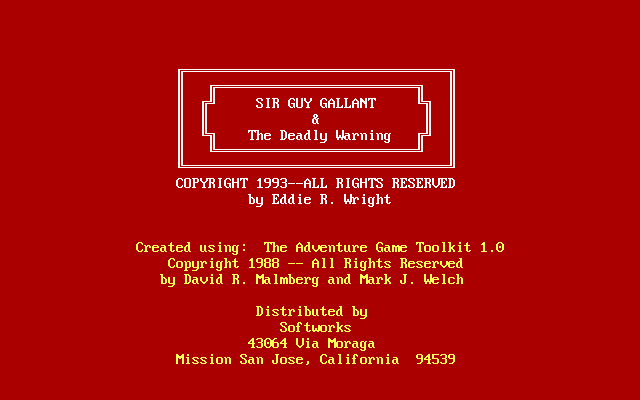 SIR GUY GALLANT
&
The Deadly Warning
COPYRIGHT 1993--ALL RIGHTS RESERVED
by Eddie R. Wright
Created using:  The Adventure Game Toolkit 1.0
Copyright 1988 -- All Rights Reserved
by David R. Malmberg and Mark J. Welch
Distributed by
Softworks
43064 Via Moraga
Mission San Jose, California  94539